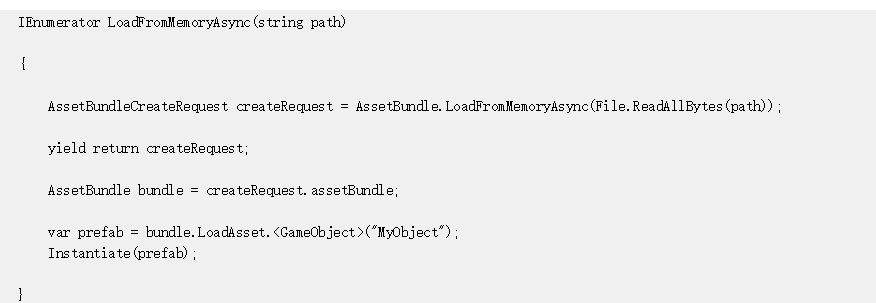 IEnumerator LoadFromMemoryAsync(string path)
{
AssetBundleCreateRequest createRequest = AssetBundle.LoadFromMemoryAsync(File.ReadAllBytes(path));
yield return createRequest;
AssetBundle bundle = createRequest.assetBundle;
var prefab = bundle.LoadAsset.<GameObject>("MyObject");
Instantiate(prefab);
}